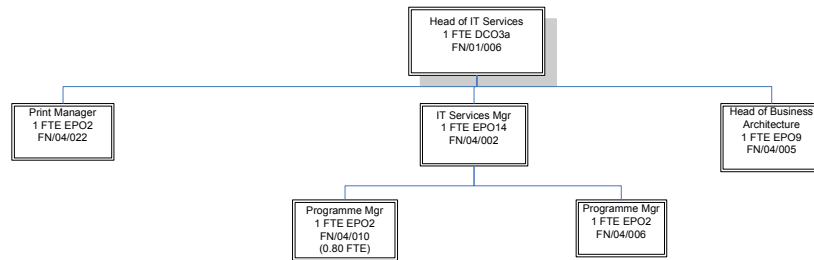 Head of IT Services
1 FTE DCO3a
FN/01/006
Print Manager
1 FTE EPO2
FN/04/022
IT Services Mgr
1 FTE EPO14
FN/04/002
Head of Business
Architecture
1 FTE EPO9
FN/04/005
Programme Mgr
1 FTE EPO2
FN/04/010
(0.80 FTE)
Programme Mgr
1 FTE EPO2
FN/04/006